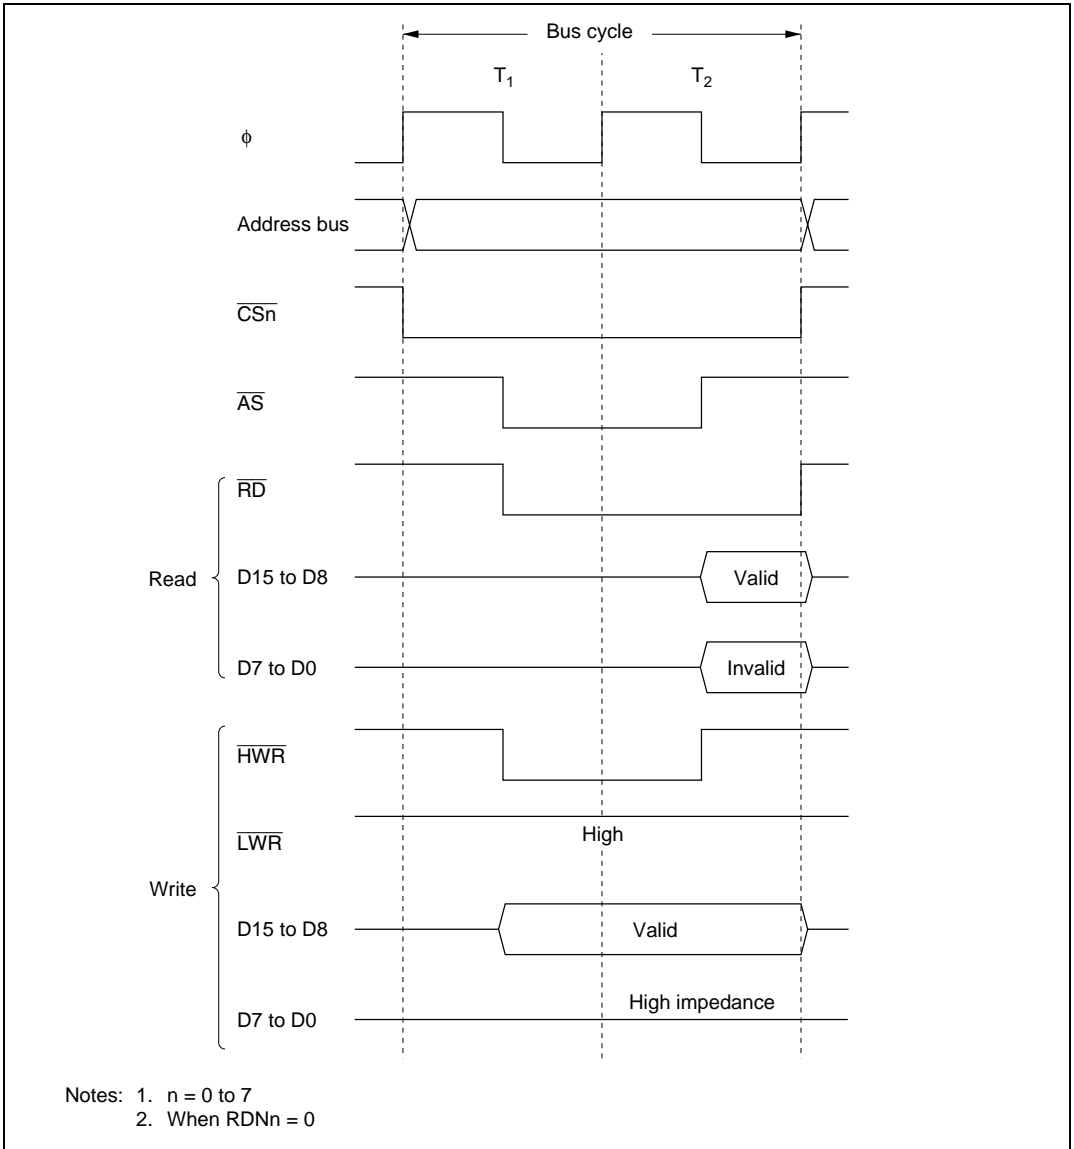 Bus cycle
T1 T2
ϕ
Address bus
CSn
AS
RD
Read D15 to D8 Valid
D7 to D0 Invalid
HWR
LWR High
Write
D15 to D8 Valid
High impedance
D7 to D0
Notes: 1. n = 0 to 7
2. When RDNn = 0